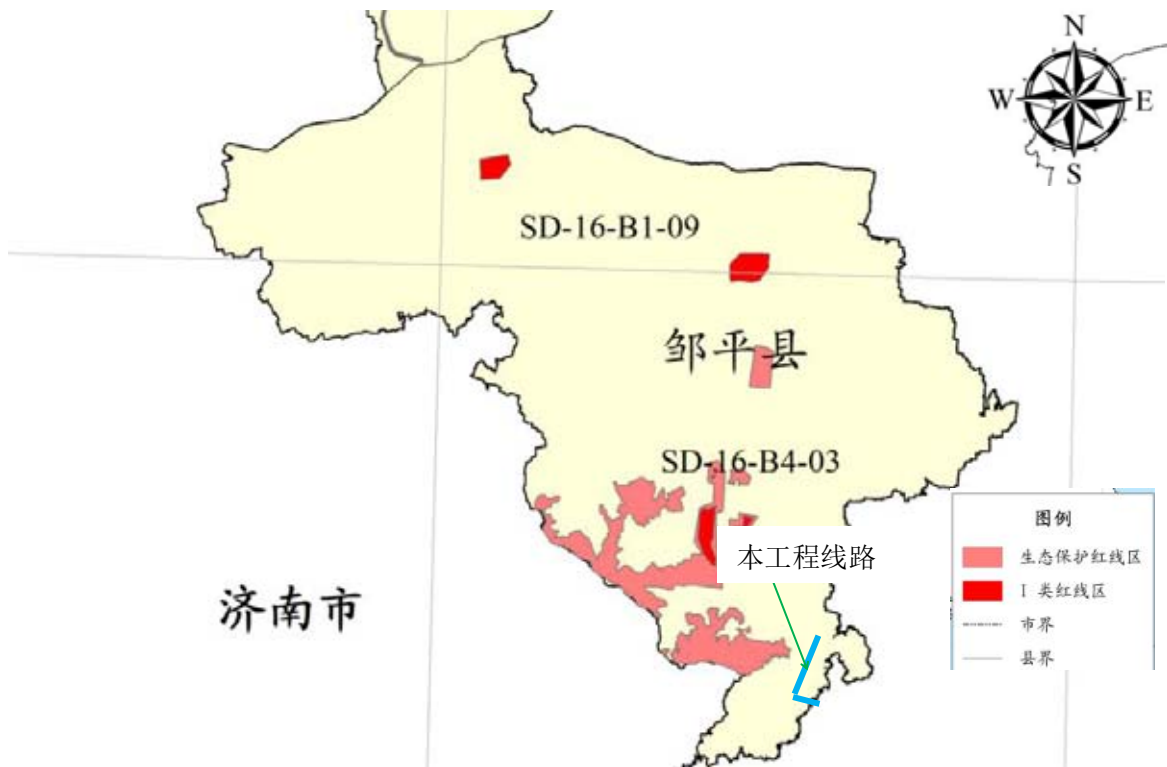 N
W
E
S
SD-16-B1-09
邹平县
SD-16-B4-03
本工程线路
济南市
图例
生态保护红线区
I 类红线区
市界
县界